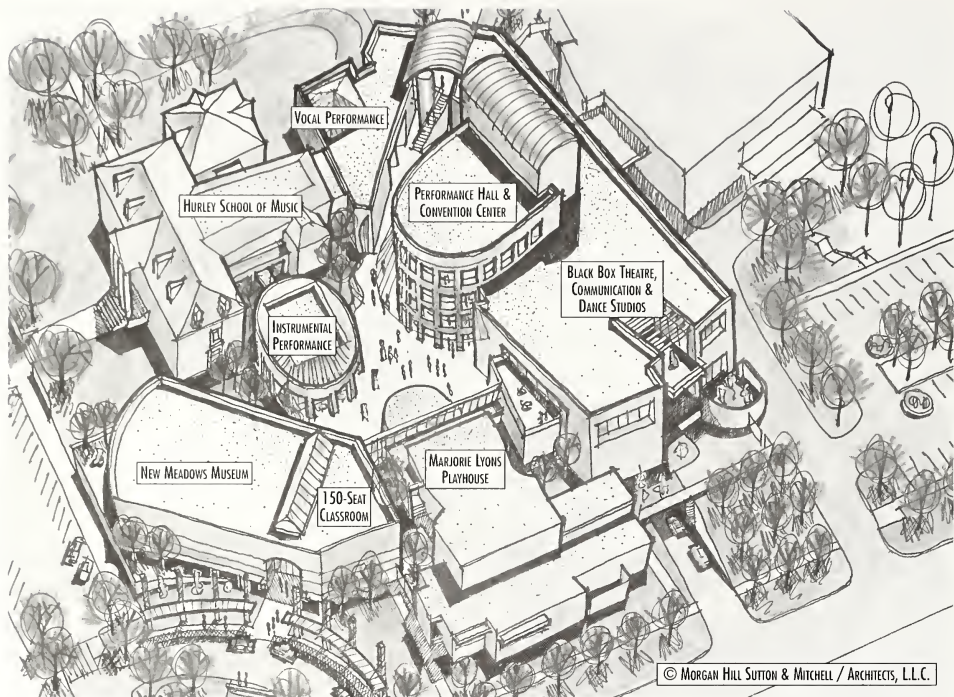 VOCAL PERFORMANCE
HURLEY SCHOOL OF MUSIC
PERFORMANCE HALL &
CONVENTION CENTER
BLACK BOX THEATRE,
COMMUNICATION &
DANCE STUDIOS
INSTRUMENTAL
PERFORMANCE
NEW MEADOWS MUSEUM
150-SEAT
CLASSROOM
MARJORIE LYONS
PLAYHOUSE
© MORGAN HILL SUTTON & MITCHELL / ARCHITECTS, L.L.C.